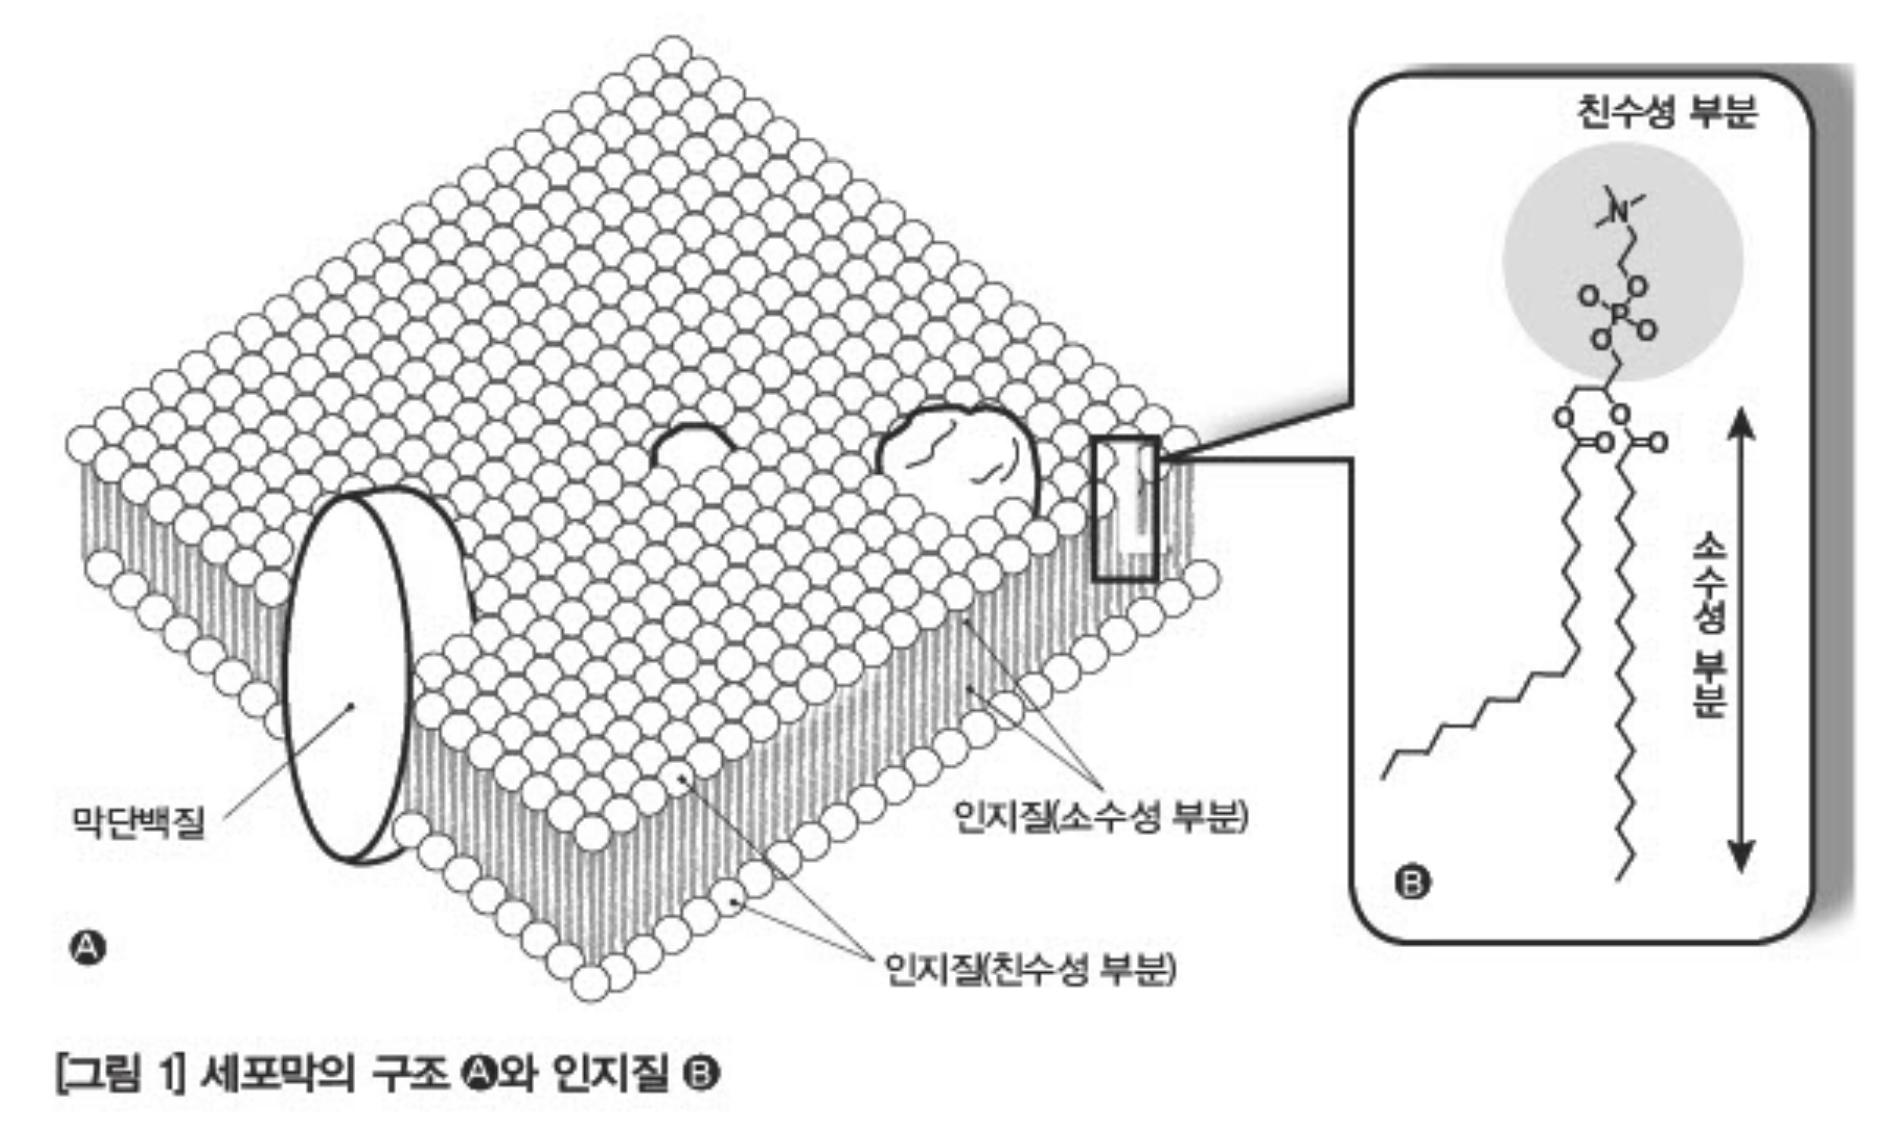 친수성 부분
N
O
O
P
O
O
O
O
O
O
소수성 부분
막단백질
인지질(소수성 부분)
B
A
인지질(친수성 부분)
[그림 1] 세포막의 구조 A와 인지질 B